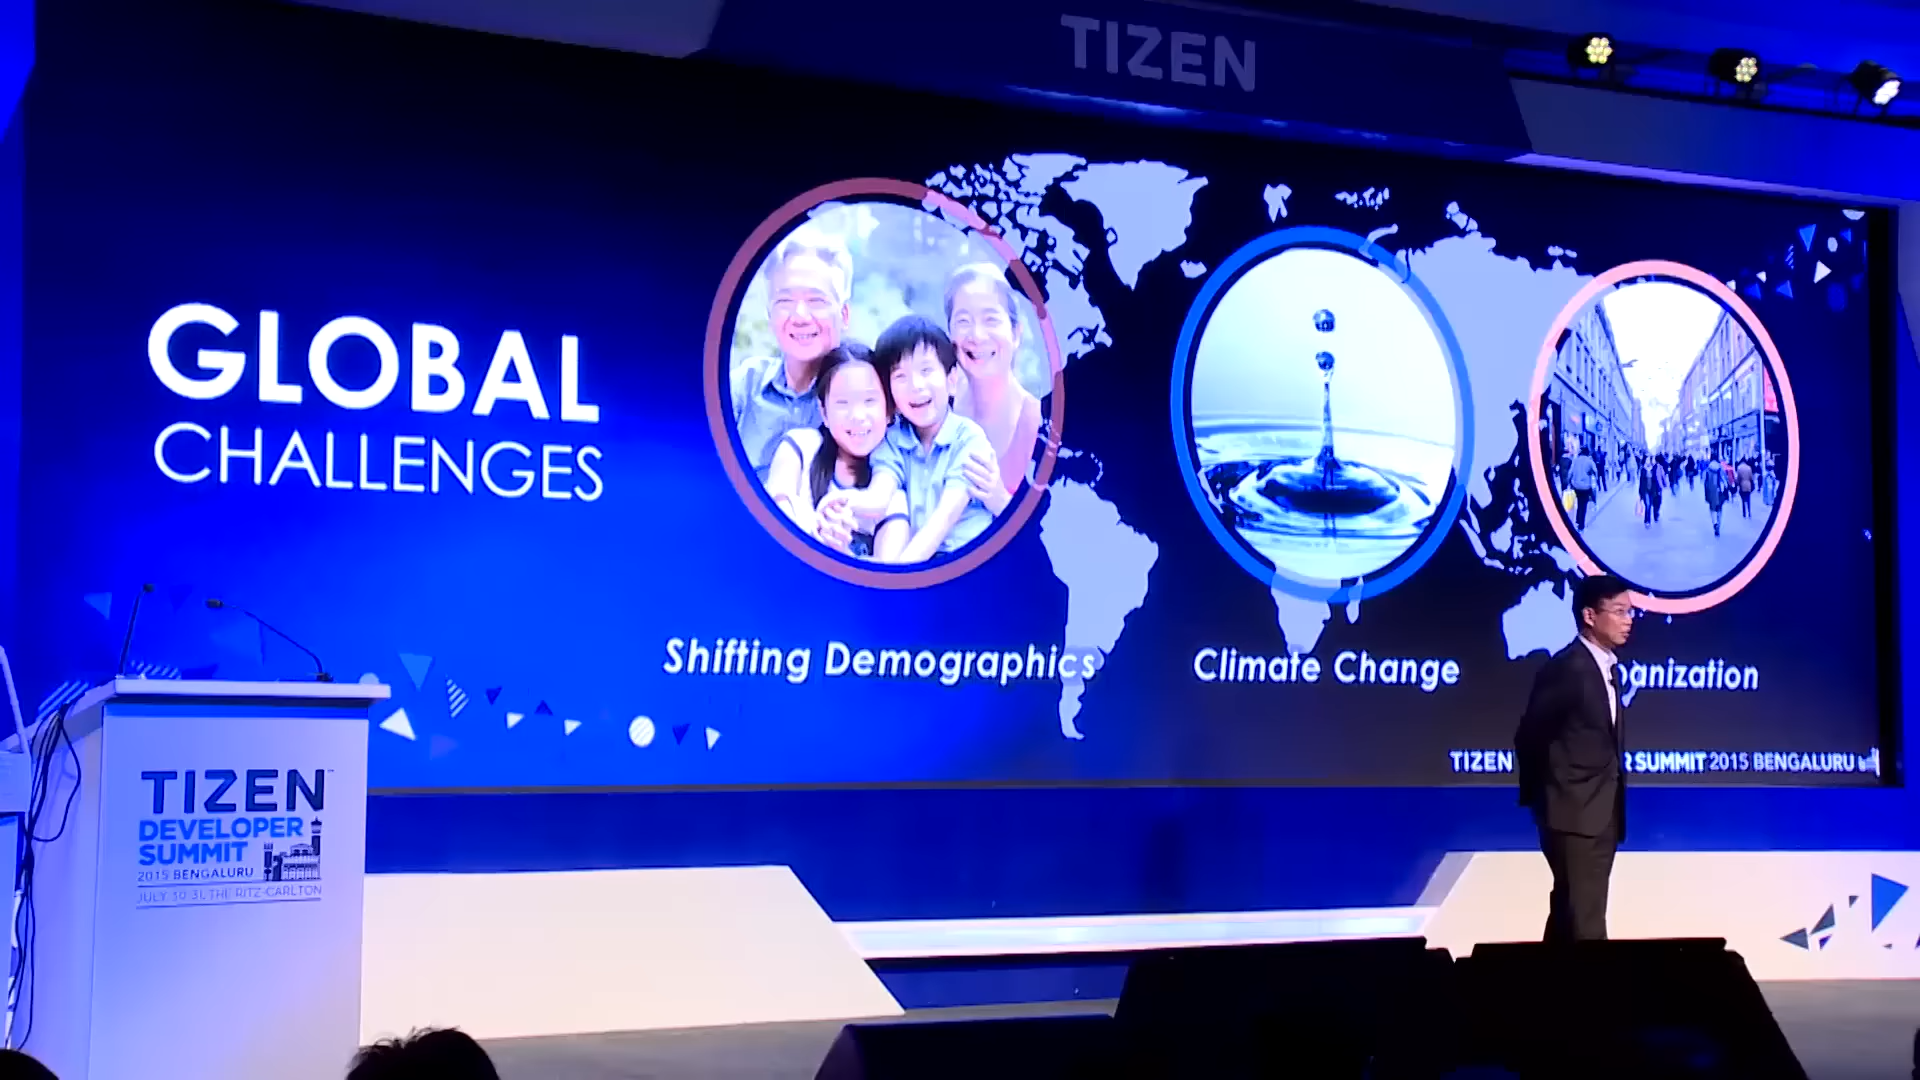 TIZEN
GLOBAL
CHALLENGES
Shifting Demographics
Climate Change
banization
TIZEN R SUMMIT 2015 BENGALURU
TIZEN
DEVELOPER
SUMMIT
2015 BENGALURU
JULY 30-31, THE RITZ-CARLTON